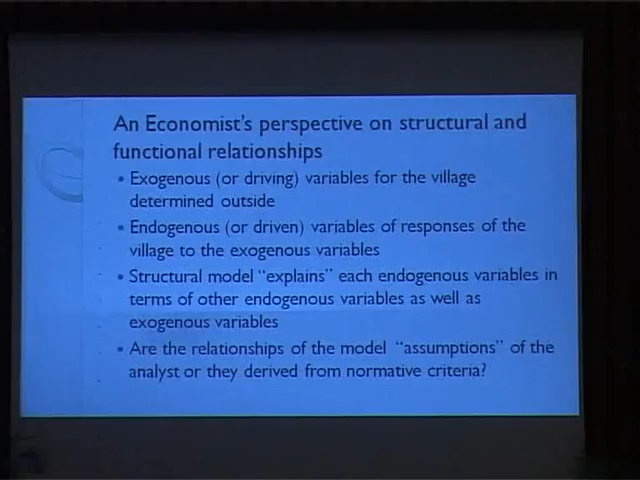 An Economist's perspective on structural and
functional relationships
• Exogenous (or driving) variables for the village
determined outside
• Endogenous (or driven) variables of responses of the
village to the exogenous variables
• Structural model "explains" each endogenous variables in
terms of other endogenous variables as well as
exogenous variables
• Are the relationships of the model "assumptions" of the
analyst or they derived from normative criteria?